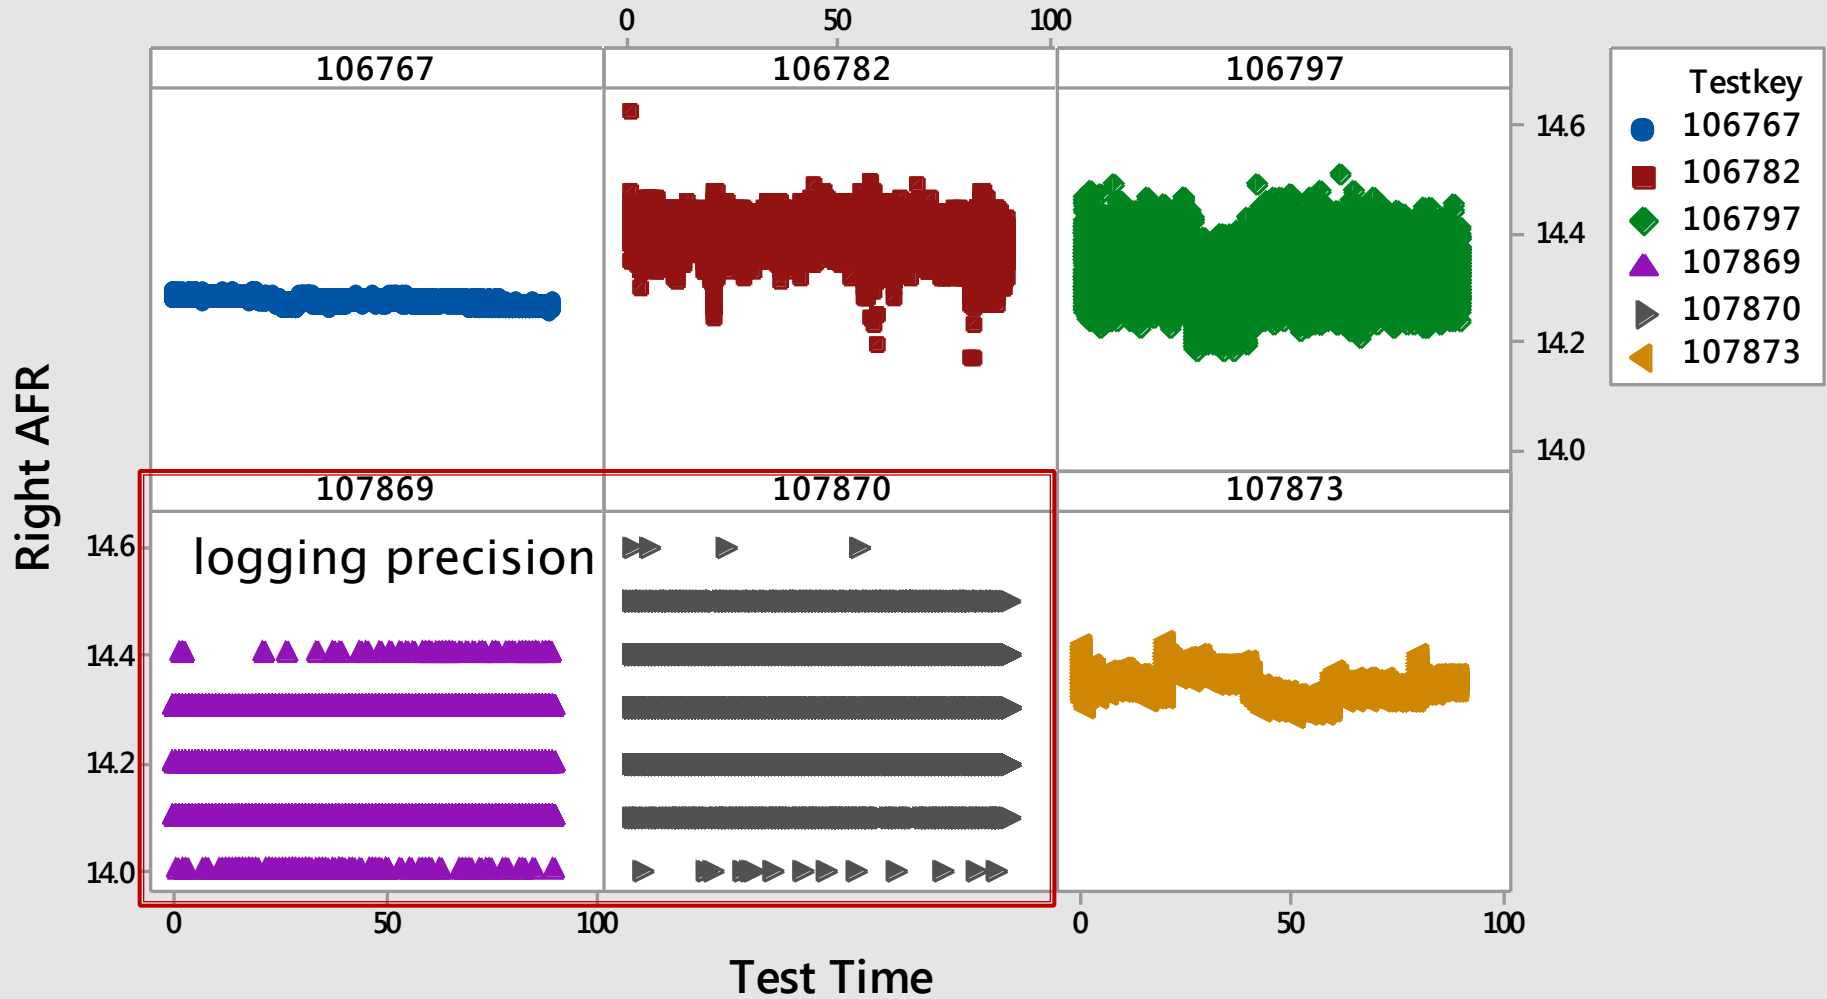 0 50 100
106767 106782 106797
Testkey
106767
106782
106797
107869
107870
107873
14.6
14.4
14.2
14.0
Right AFR
107869 107870 107873
logging precision
14.6
14.4
14.2
14.0
0 50 100 0 50 100
Test Time